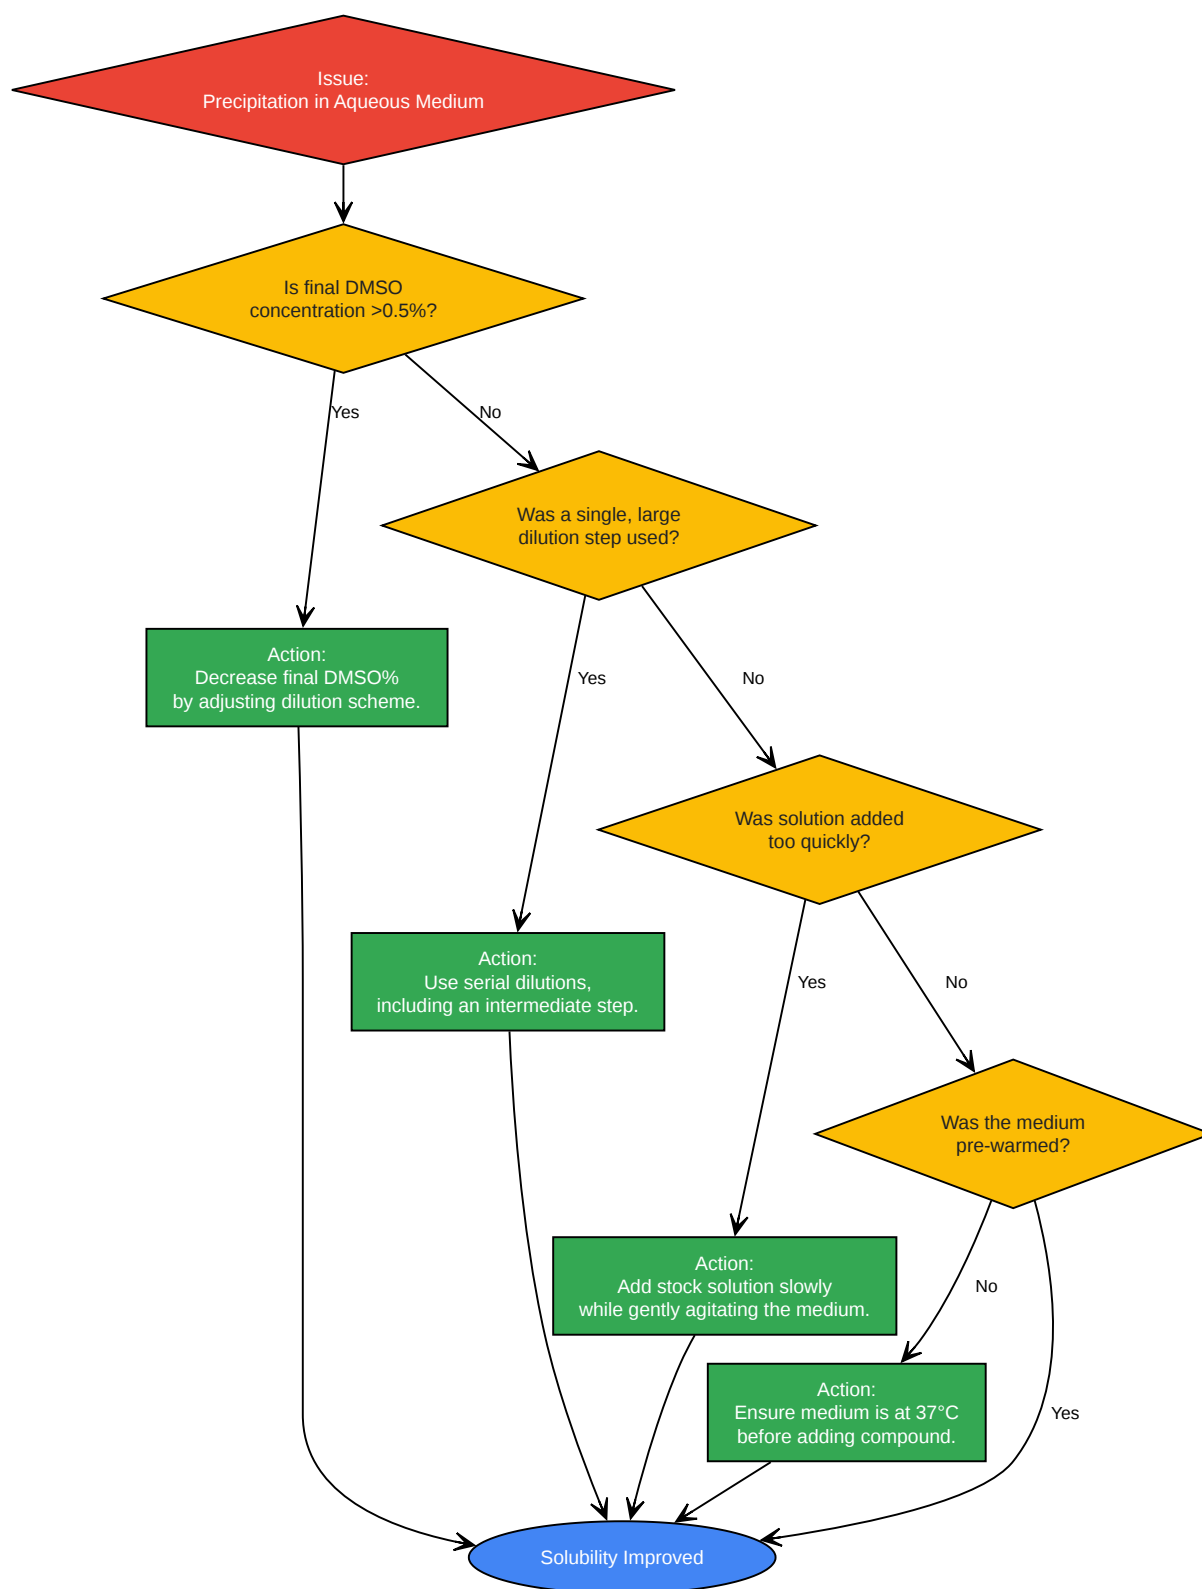 Issue:
Precipitation in Aqueous Medium
Is final DMSO
concentration >0.5%?
Yes
No
Was a single, large
dilution step used?
Action:
Decrease final DMSO%
by adjusting dilution scheme.
Yes
No
Was solution added
too quickly?
Action:
Use serial dilutions,
including an intermediate step.
Yes
No
Was the medium
pre-warmed?
Action:
Add stock solution slowly
while gently agitating the medium.
No
Action:
Ensure medium is at 37°C
before adding compound.
Yes
Solubility Improved